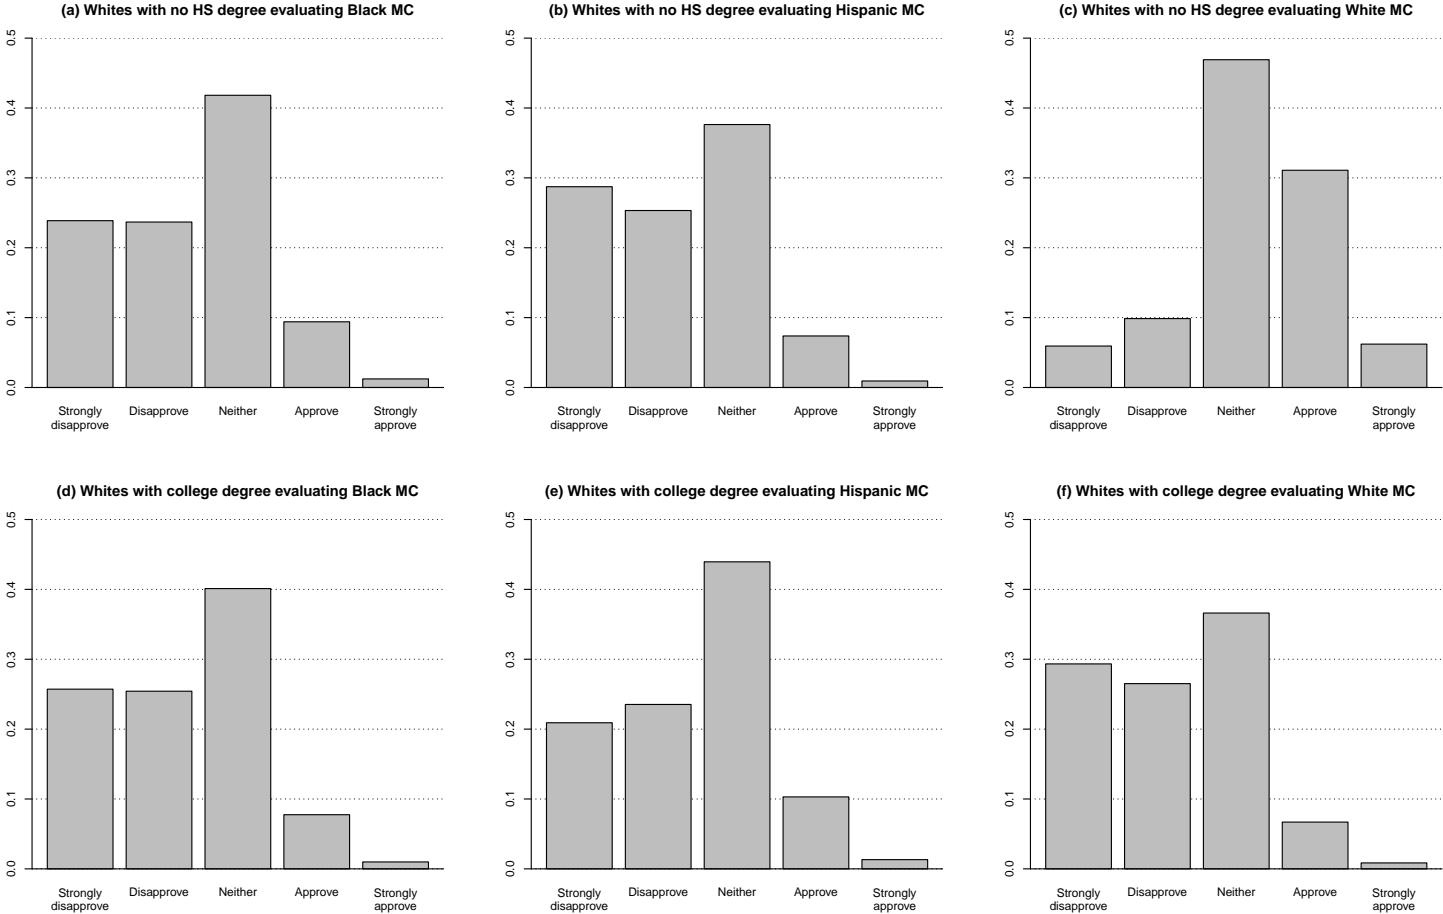 (a) Whites with no HS degree evaluating Black MC
0.5
0.4
0.3
0.2
0.1
0.0
Strongly disapprove
Disapprove
Neither
Approve
Strongly approve
(b) Whites with no HS degree evaluating Hispanic MC
0.5
0.4
0.3
0.2
0.1
0.0
Strongly disapprove
Disapprove
Neither
Approve
Strongly approve
(c) Whites with no HS degree evaluating White MC
0.5
0.4
0.3
0.2
0.1
0.0
Strongly disapprove
Disapprove
Neither
Approve
Strongly approve
(d) Whites with college degree evaluating Black MC
0.5
0.4
0.3
0.2
0.1
0.0
Strongly disapprove
Disapprove
Neither
Approve
Strongly approve
(e) Whites with college degree evaluating Hispanic MC
0.5
0.4
0.3
0.2
0.1
0.0
Strongly disapprove
Disapprove
Neither
Approve
Strongly approve
(f) Whites with college degree evaluating White MC
0.5
0.4
0.3
0.2
0.1
0.0
Strongly disapprove
Disapprove
Neither
Approve
Strongly approve